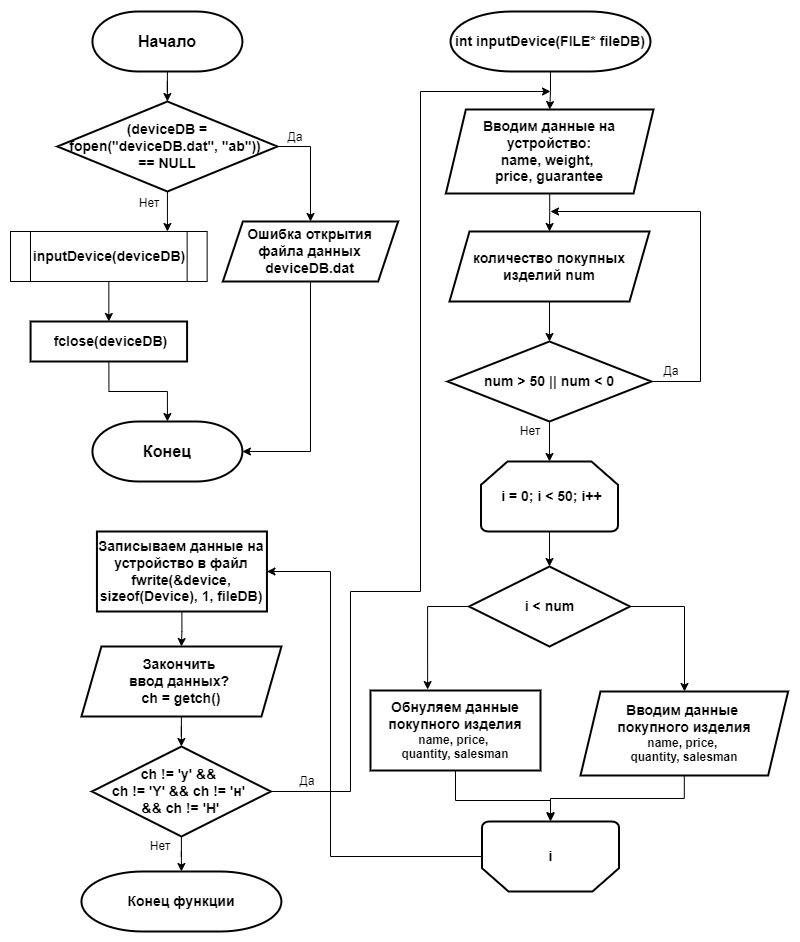 Начало
(deviceDB =
fopen("deviceDB.dat", "ab"))
== NULL
Да
Нет
inputDevice(deviceDB)
Ошибка открытия
файла данных
deviceDB.dat
fclose(deviceDB)
Конец
int inputDevice(FILE* fileDB)
Вводим данные на
устройство:
name, weight,
price, guarantee
количество покупных
изделий num
num > 50 || num < 0
Да
Нет
i = 0; i < 50; i++
i < num
Обнуляем данные
покупного изделия
name, price,
quantity, salesman
Вводим данные
покупного изделия
name, price,
quantity, salesman
i
Записываем данные на
устройство в файл
fwrite(&device,
sizeof(Device), 1, fileDB)
Закончить
ввод данных?
ch = getch()
ch != 'y' &&
ch != 'Y' && ch != 'н'
&& ch != 'Н'
Да
Нет
Конец функции